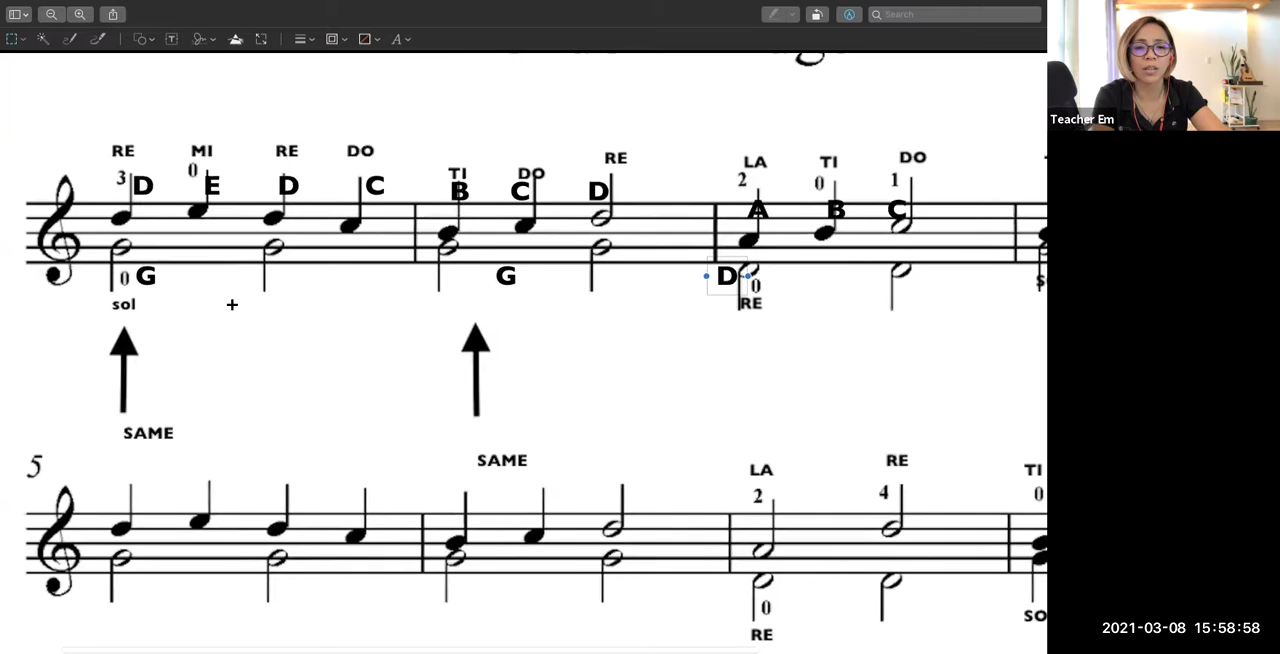 Search
Teacher Em
RE MI RE DO TI DO RE LA TI DO
3 0 2 0 1
D E D C B C D A B C
G G D
0 0
sol RE
SAME
SAME
5
LA RE TI
2 4 0
0
RE SO
2021-03-08 15:58:58